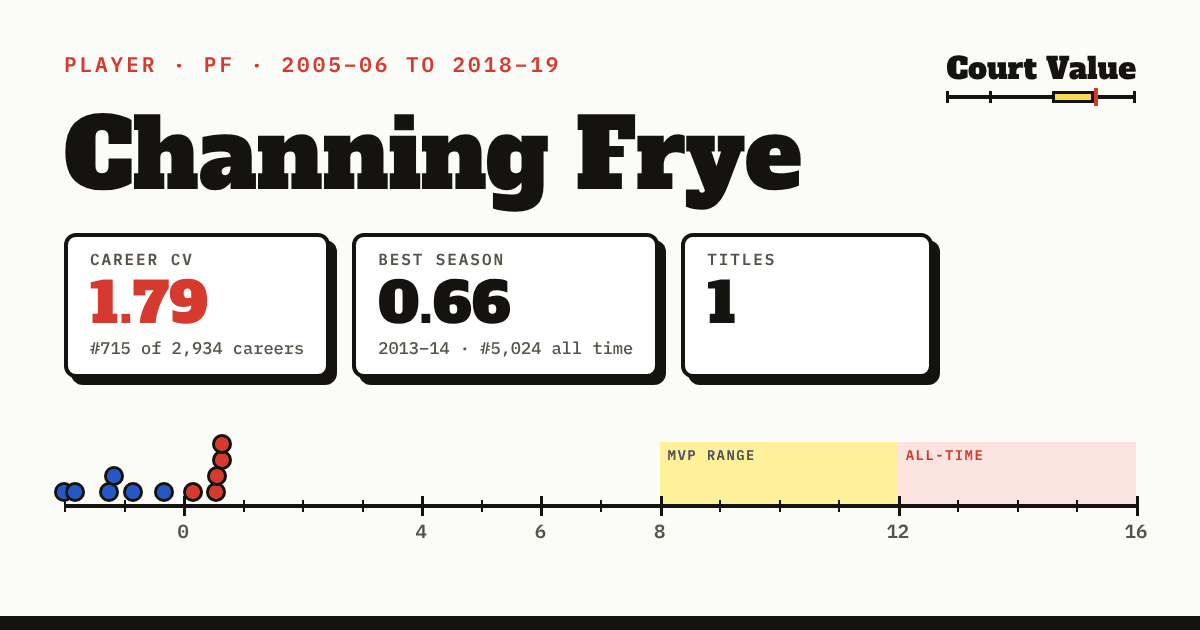 PLAYER · PF · 2005–06 TO 2018–19
Court Value
Channing Frye
CAREER CV
1.79
#715 of 2,934 careers
BEST SEASON
0.66
2013–14 · #5,024 all time
TITLES
1
MVP RANGE
ALL-TIME
0 4 6 8 12 16